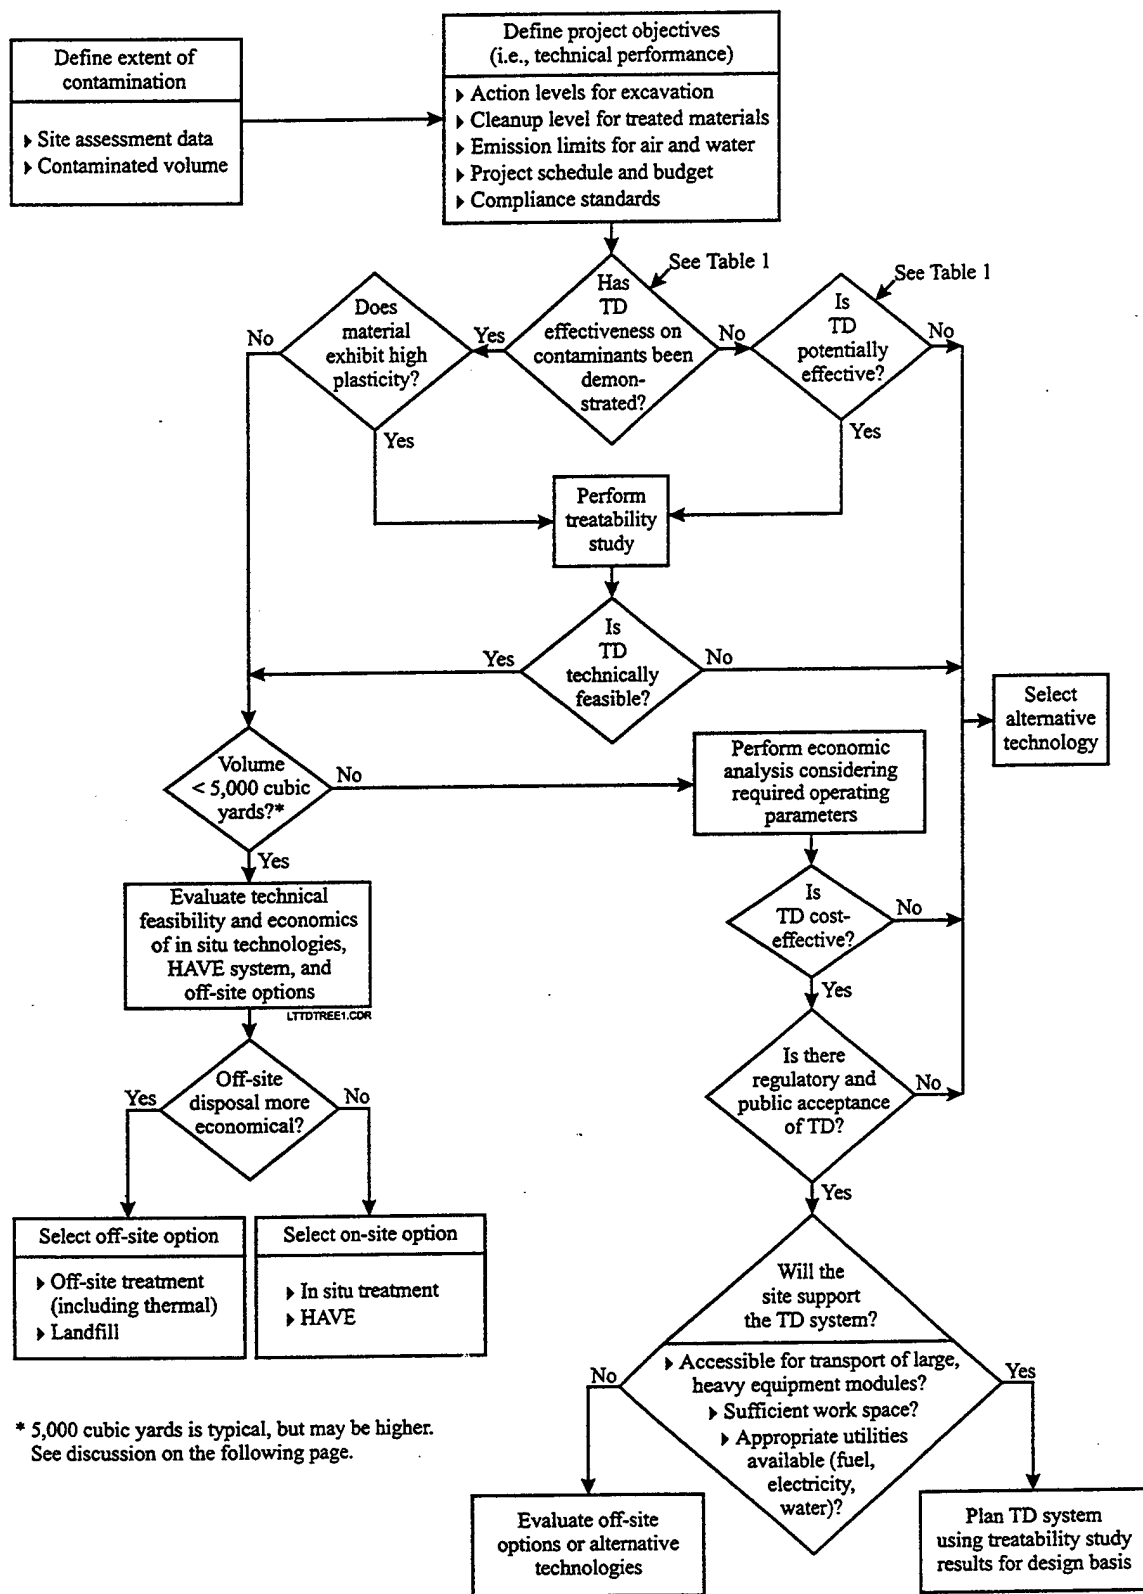 Define extent of
contamination
Site assessment data
Contaminated volume
Define project objectives
(i.e., technical performance)
Action levels for excavation
Cleanup level for treated materials
Emission limits for air and water
Project schedule and budget
Compliance standards
See Table 1
Has
TD
effectiveness on
contaminants been
demon-
strated?
Yes
No
Does
material
exhibit high
plasticity?
No
Yes
See Table 1
Is
TD
potentially
effective?
No
Yes
Perform
treatability
study
Is
TD
technically
feasible?
Yes
No
Select
alternative
technology
Volume
< 5,000 cubic
yards?*
No
Yes
Perform economic
analysis considering
required operating
parameters
Is
TD cost-
effective?
No
Yes
Evaluate technical
feasibility and economics
of in situ technologies,
HAVE system, and
off-site options
LTTDTREE1.CDR
Is there
regulatory and
public acceptance
of TD?
No
Yes
Off-site
disposal more
economical?
Yes
No
Select off-site option
Off-site treatment
(including thermal)
Landfill
Select on-site option
In situ treatment
HAVE
Will the
site support
the TD system?
Accessible for transport of large,
heavy equipment modules?
Sufficient work space?
Appropriate utilities
available (fuel,
electricity,
water)?
No
Yes
* 5,000 cubic yards is typical, but may be higher.
See discussion on the following page.
Evaluate off-site
options or alternative
technologies
Plan TD system
using treatability study
results for design basis